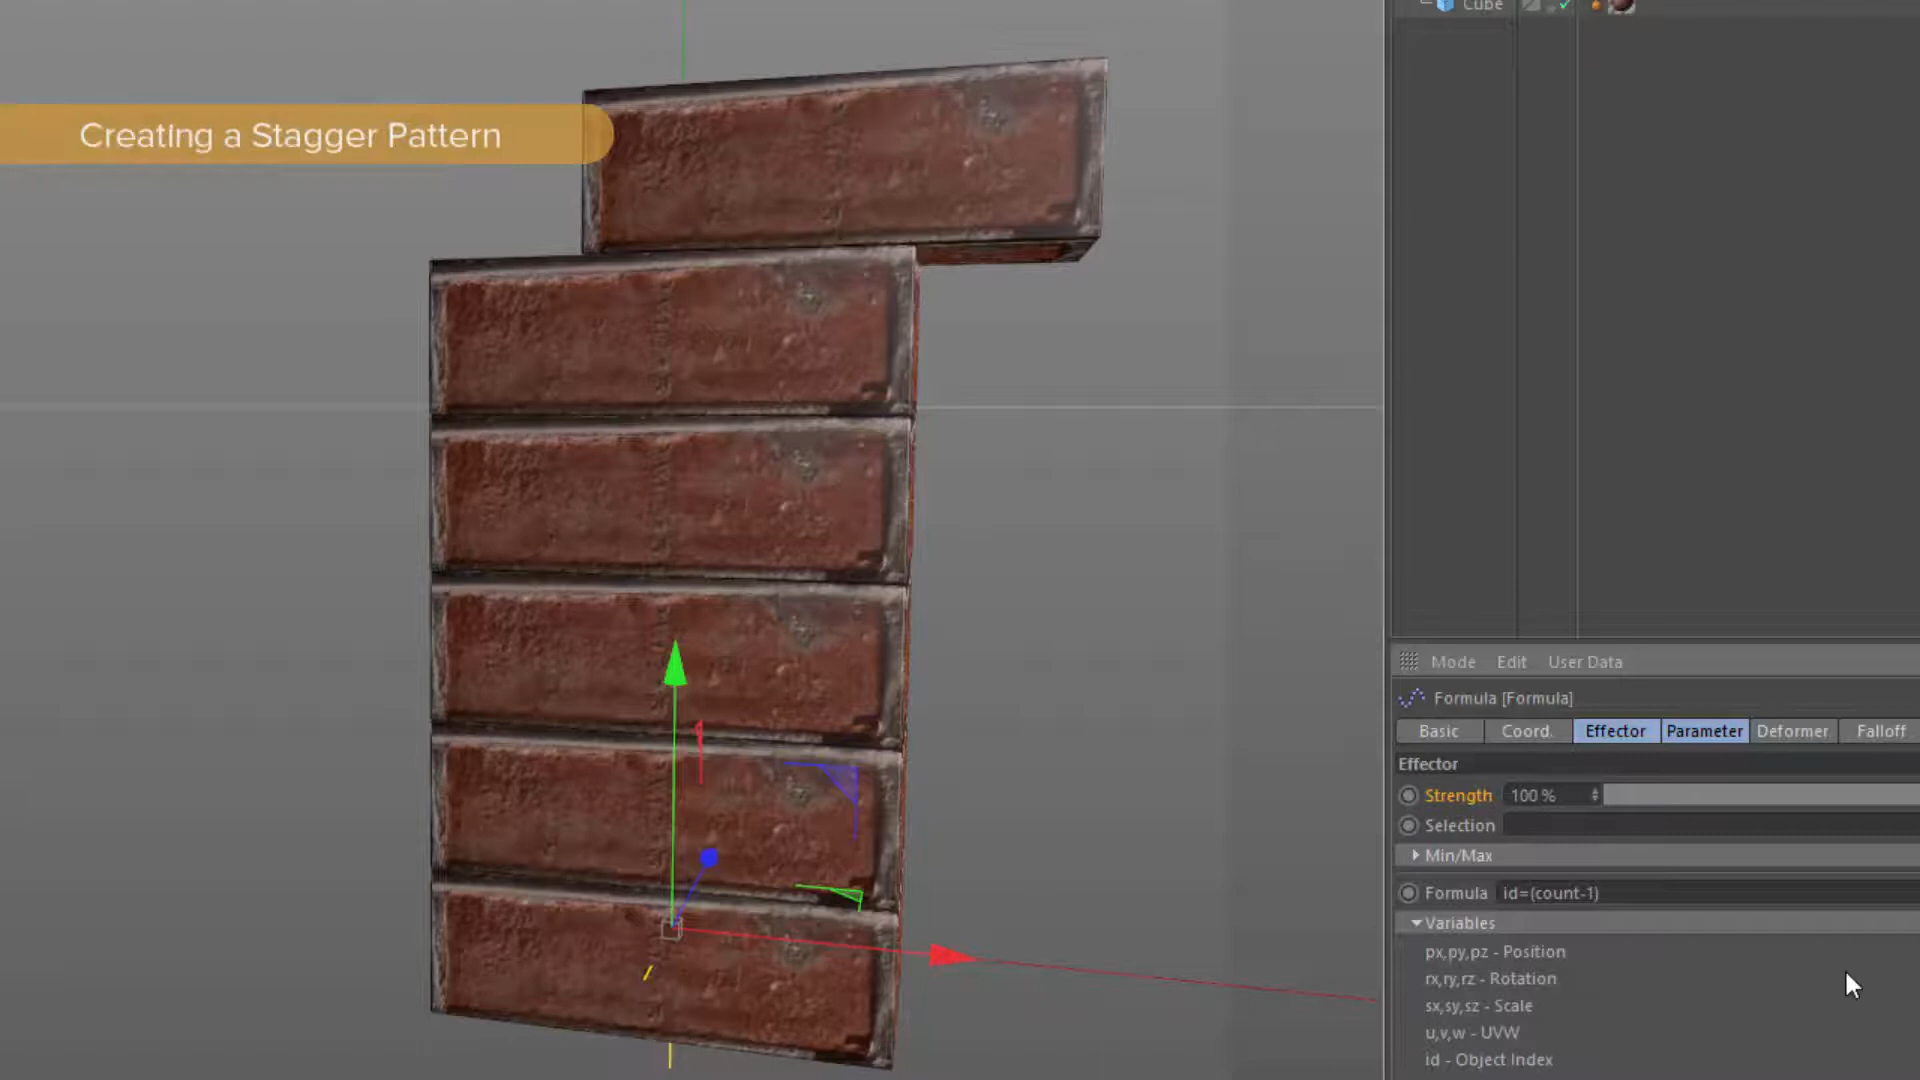 Cube
Creating a Stagger Pattern
Mode Edit User Data
Formula [Formula]
Basic Coord. Effector Parameter Deformer Falloff
Effector
Strength 100 %
Selection
Min/Max
Formula id=(count-1)
Variables
px,py,pz - Position
rx,ry,rz - Rotation
sx,sy,sz - Scale
u,v,w - UVW
id - Object Index